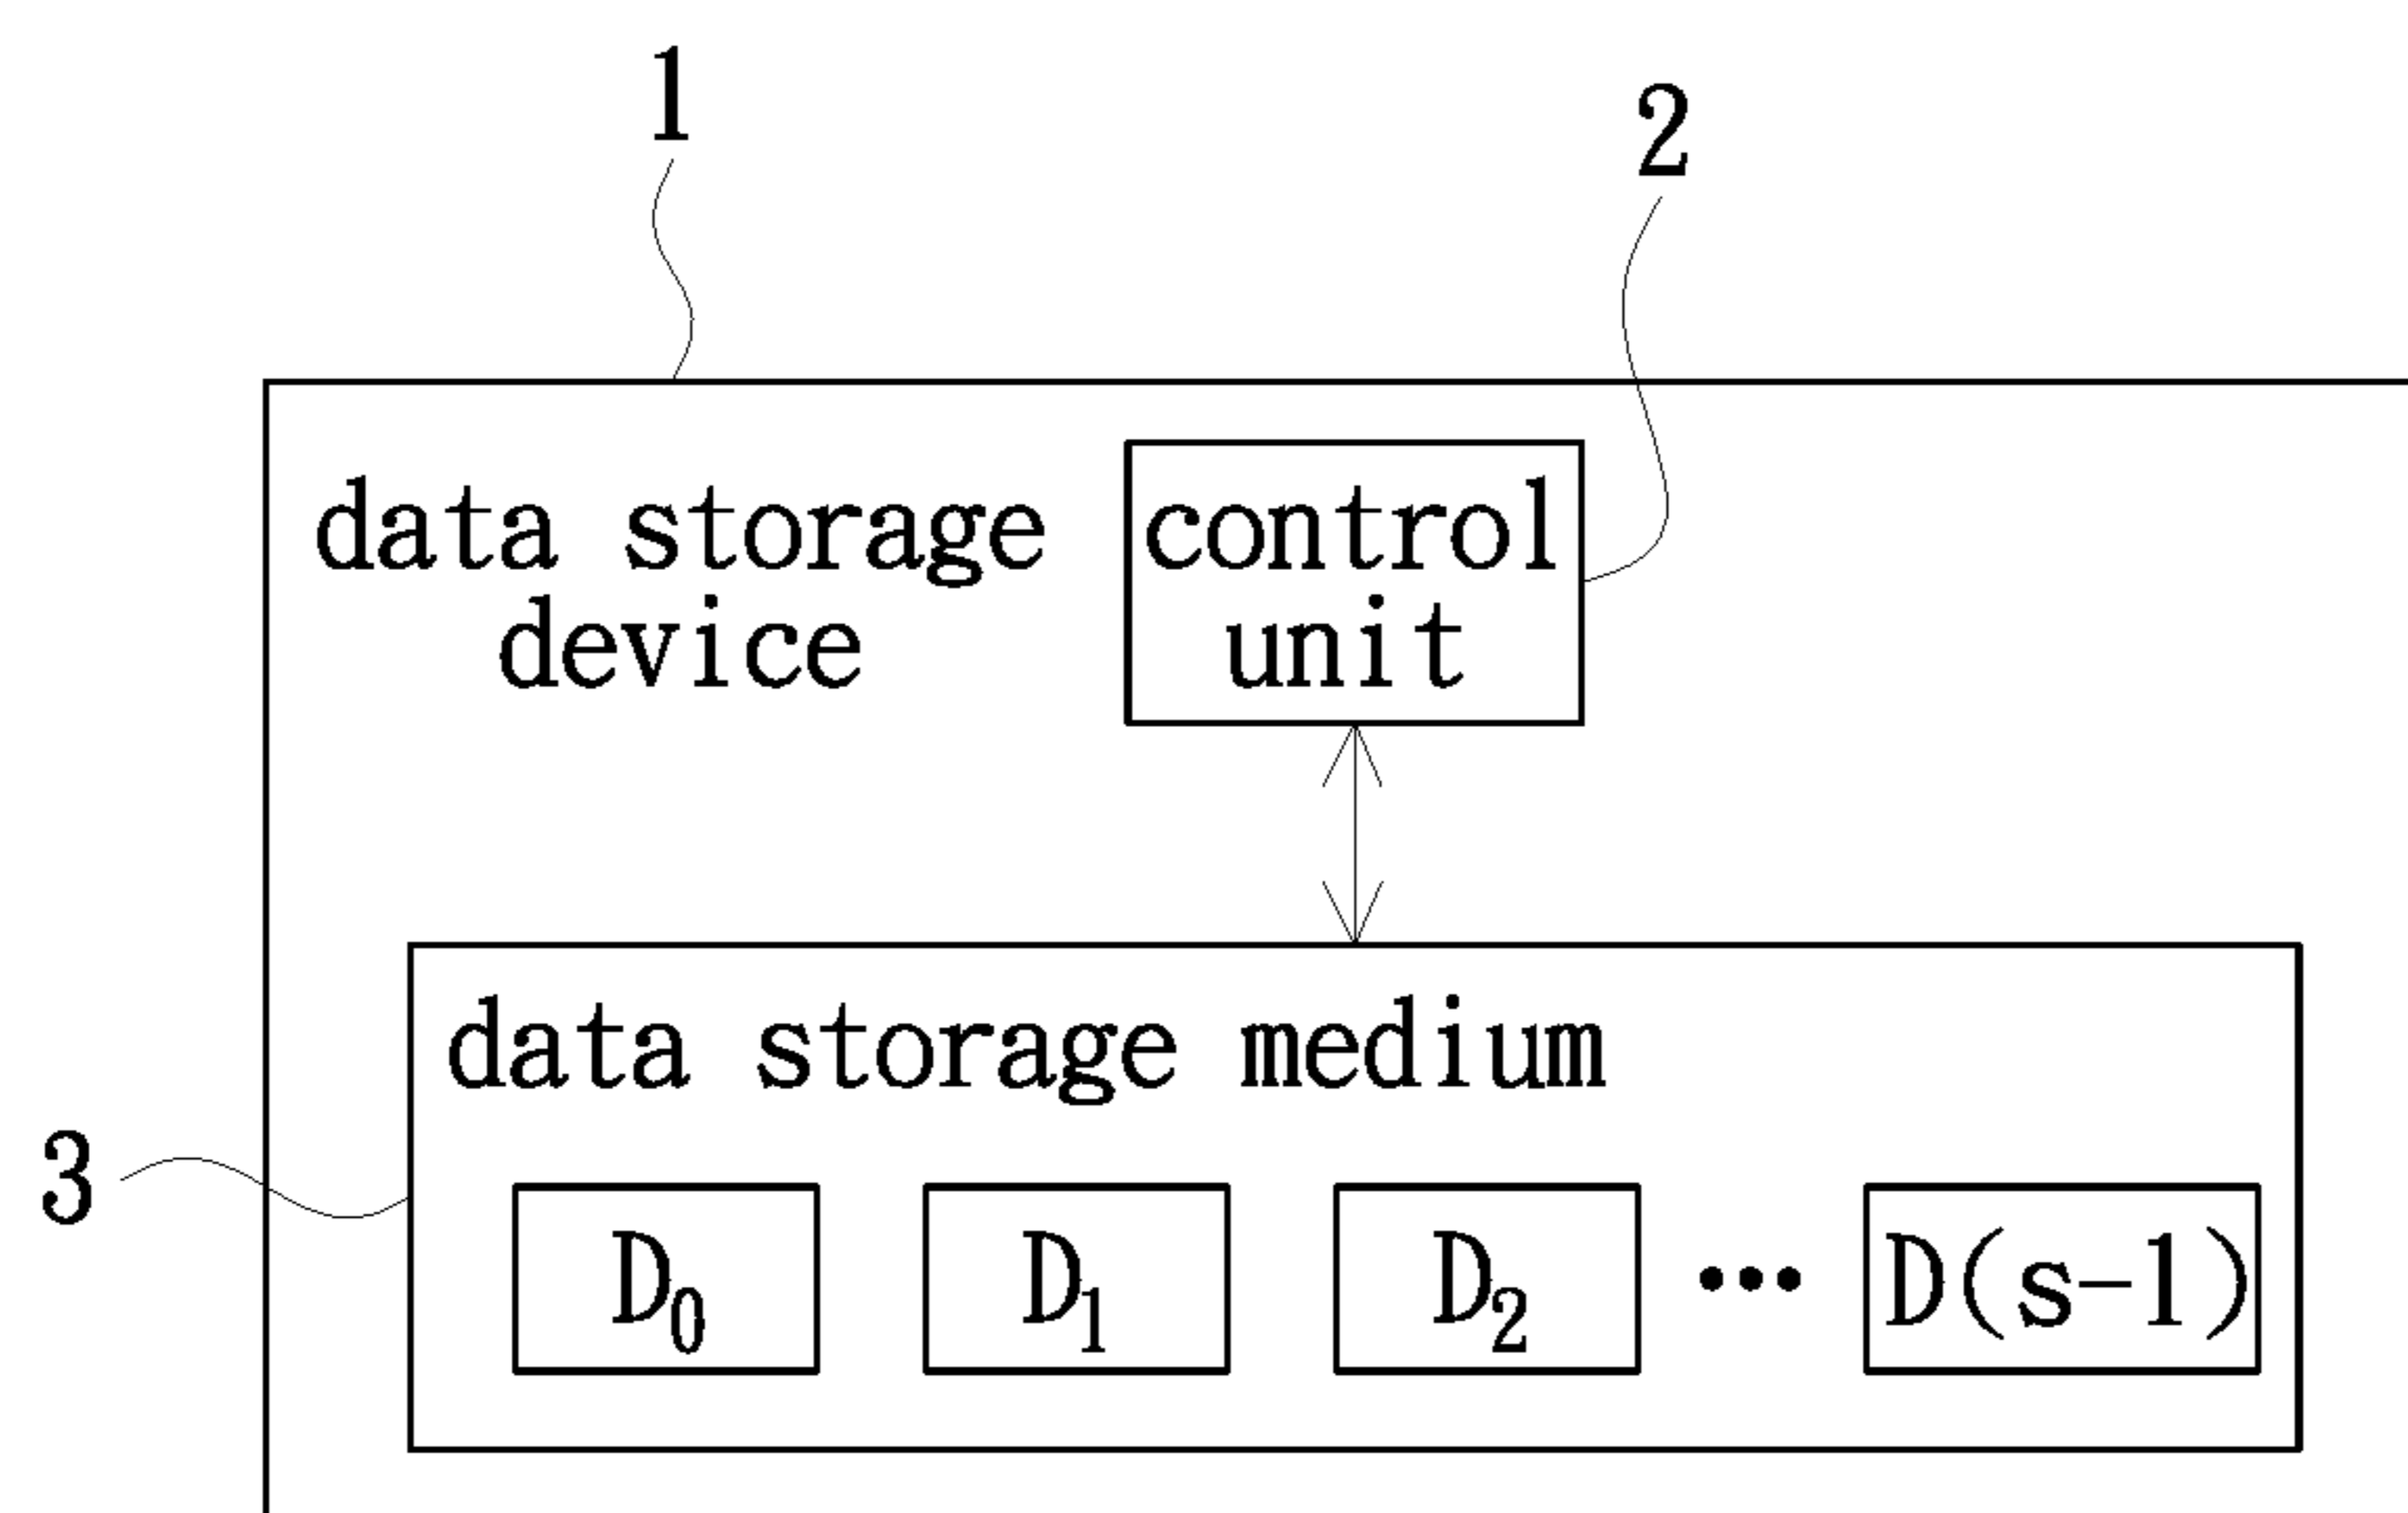 1
2
data storage
device
control
unit
data storage medium
3
D₀ D₁ D₂ ••• D(s-1)